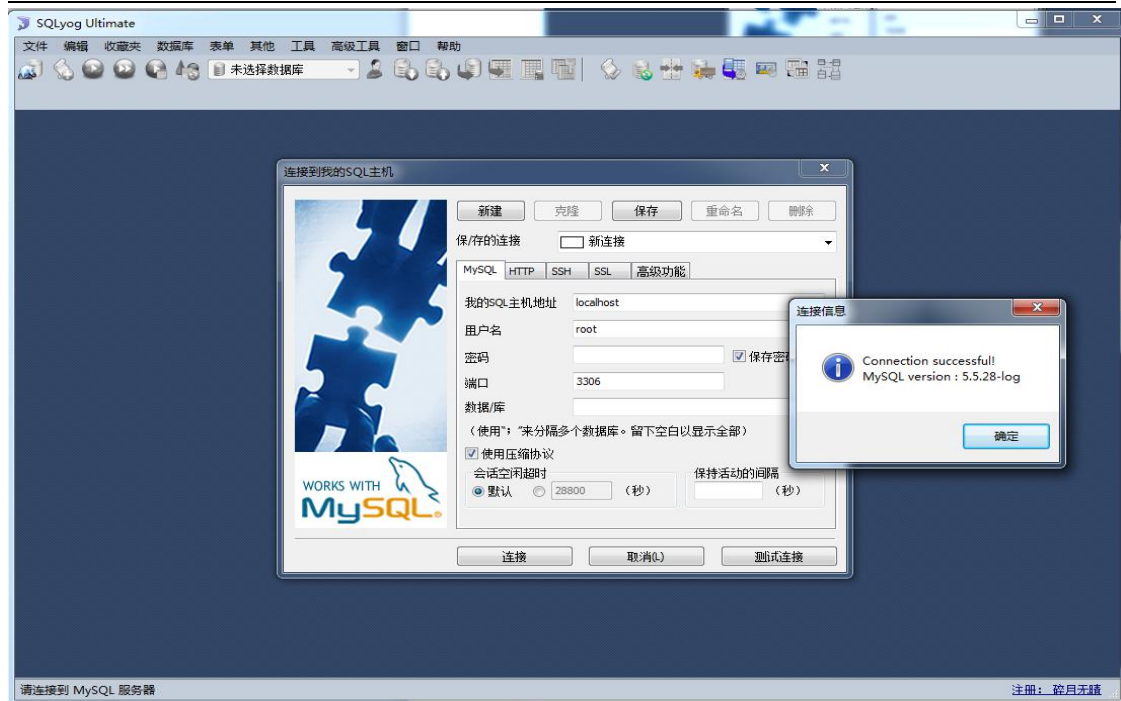 SQLyog Ultimate
文件 编辑 收藏夹 数据库 表单 其他 工具 高级工具 窗口 帮助
未选择数据库
连接到我的SQL主机
新建 克隆 保存 重命名 删除
保/存的连接 新连接
MySQL HTTP SSH SSL 高级功能
我的SQL主机地址 localhost
用户名 root
密码 保存密
端口 3306
数据/库
(使用";"来分隔多个数据库。留下空白以显示全部)
使用压缩协议
会话空闲超时 保持活动的间隔
默认 28800 (秒) (秒)
WORKS WITH
MySQL®
连接 取消(L) 测试连接
连接信息
Connection successful!
MySQL version : 5.5.28-log
确定
请连接到 MySQL 服务器 注册: 碎月无瞔